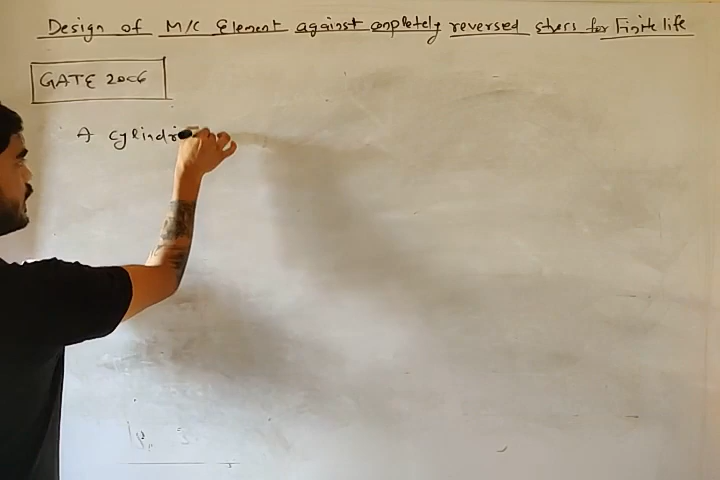 Design of M/C Element against completely reversed stress for Finite life
GATE 2006
A cylindri